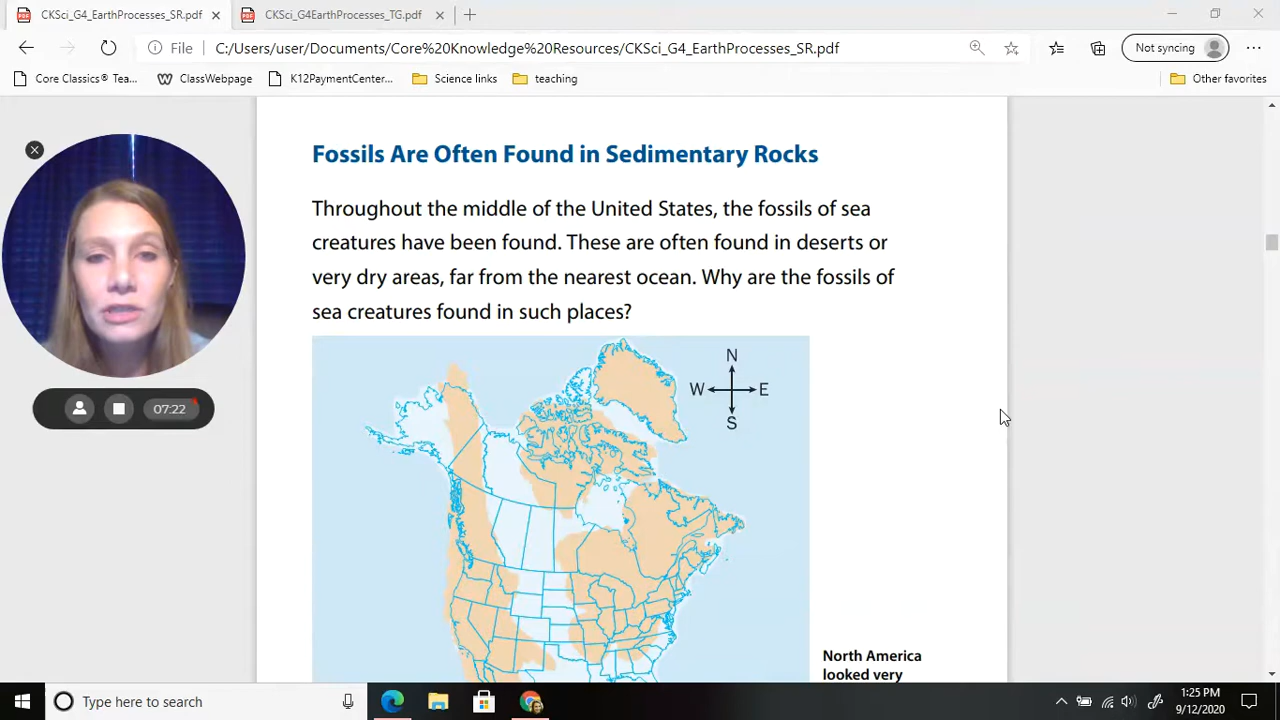 CKSci_G4_EarthProcesses_SR.pdf
CKSci_G4EarthProcesses_TG.pdf
File
C:/Users/user/Documents/Core%20Knowledge%20Resources/CKSci_G4_EarthProcesses_SR.pdf
Not syncing
Core Classics® Tea...
ClassWebpage
K12PaymentCenter...
Science links
teaching
Other favorites
Fossils Are Often Found in Sedimentary Rocks
Throughout the middle of the United States, the fossils of sea
creatures have been found. These are often found in deserts or
very dry areas, far from the nearest ocean. Why are the fossils of
sea creatures found in such places?
N
W E
S
07:22
North America
looked very
Type here to search
1:25 PM
9/12/2020